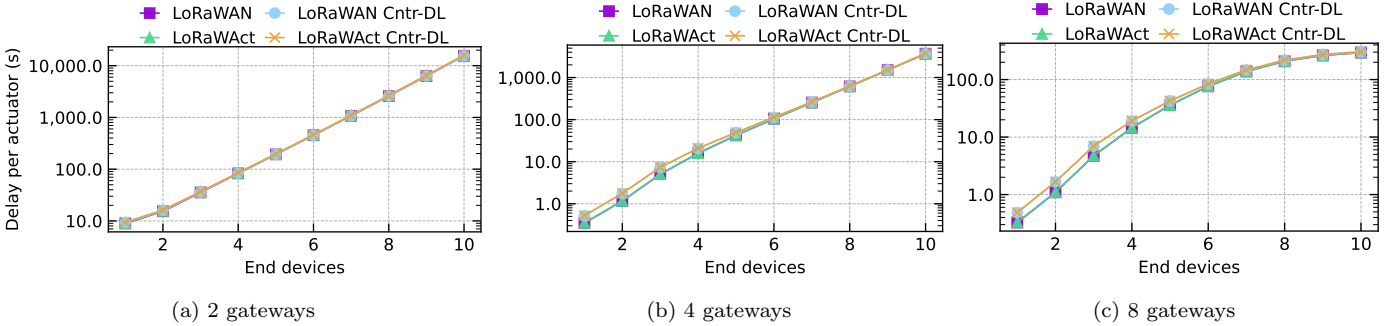 LoRaWAN LoRaWAN Cntr-DL
LoRaWAct LoRaWAct Cntr-DL
Delay per actuator (s)
10,000.0
1,000.0
100.0
10.0
2 4 6 8 10
End devices
(a) 2 gateways
LoRaWAN LoRaWAN Cntr-DL
LoRaWAct LoRaWAct Cntr-DL
1,000.0
100.0
10.0
1.0
2 4 6 8 10
End devices
(b) 4 gateways
LoRaWAN LoRaWAN Cntr-DL
LoRaWAct LoRaWAct Cntr-DL
100.0
10.0
1.0
2 4 6 8 10
End devices
(c) 8 gateways